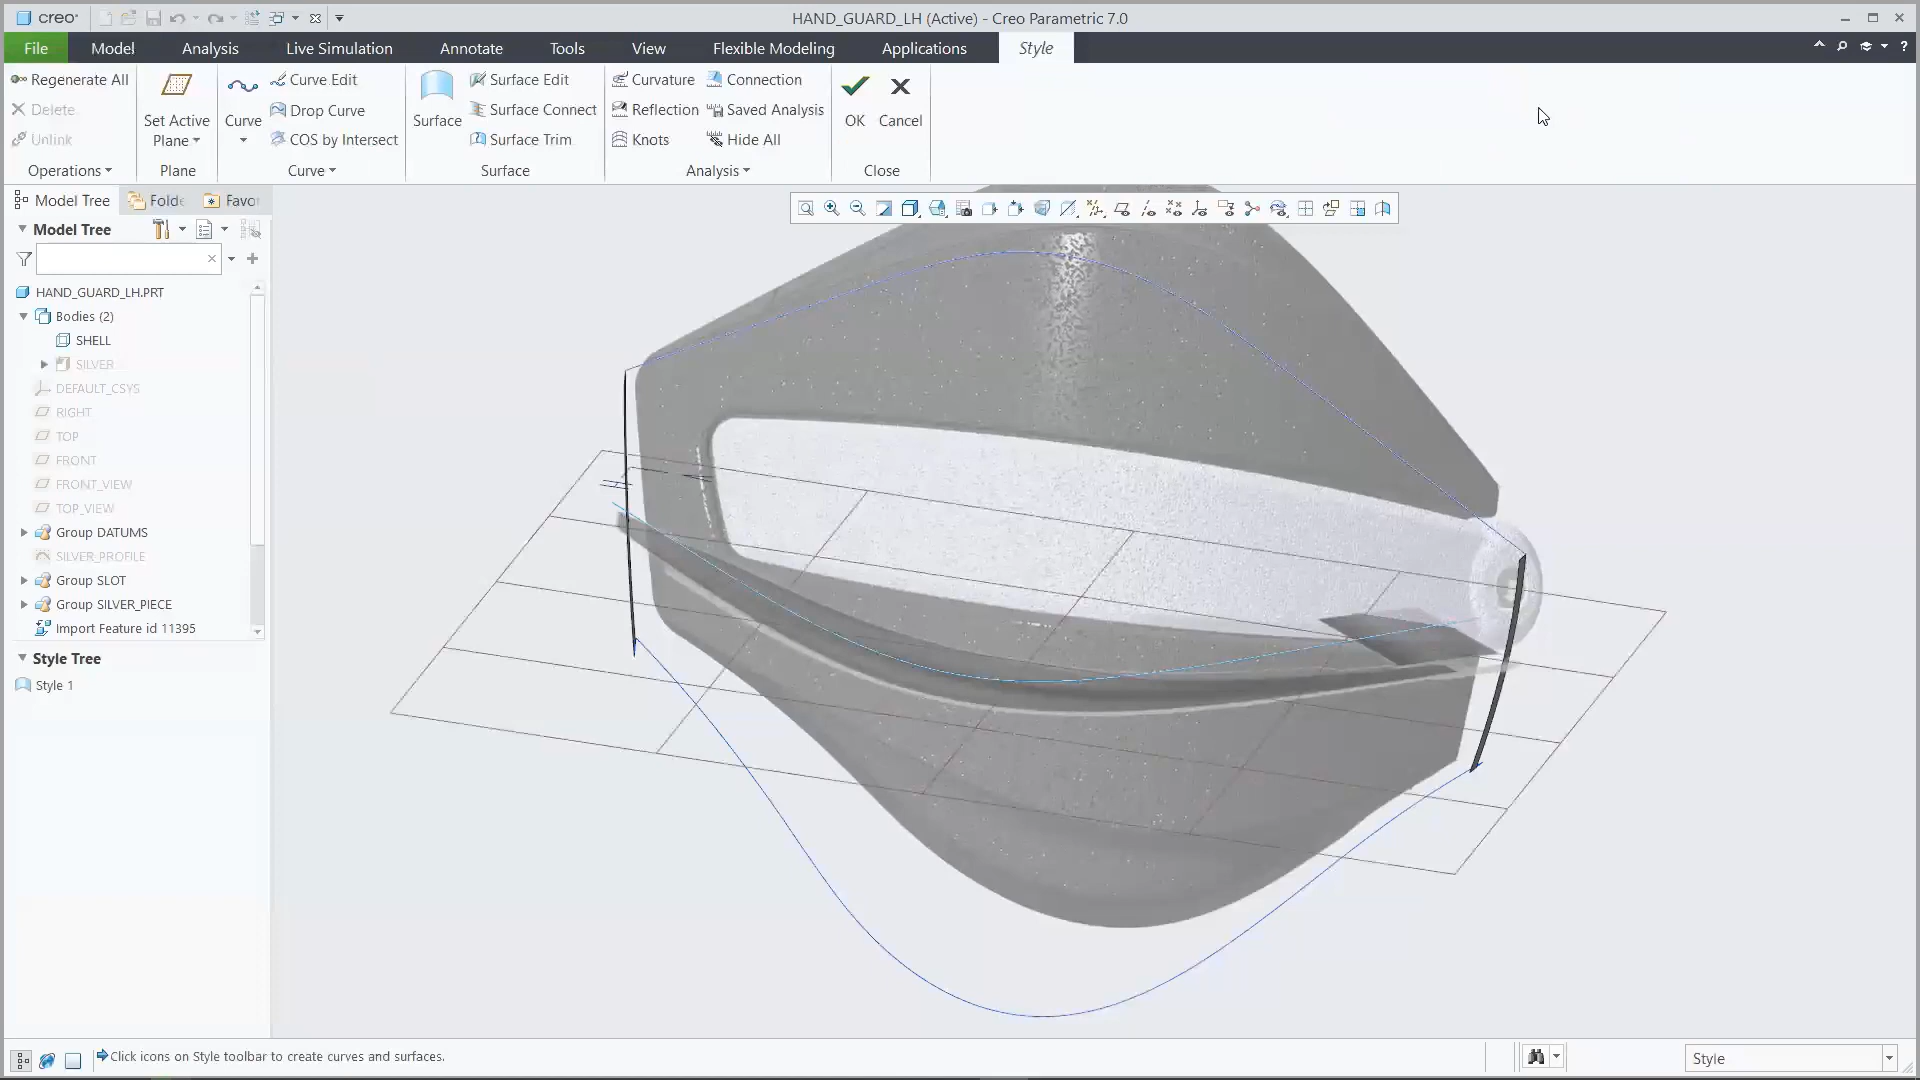 creo
HAND_GUARD_LH (Active) - Creo Parametric 7.0
File
Model
Analysis
Live Simulation
Annotate
Tools
View
Flexible Modeling
Applications
Style
Regenerate All
Delete
Unlink
Operations
Set Active
Plane
Plane
Curve
Curve Edit
Drop Curve
COS by Intersect
Curve
Surface
Surface Edit
Surface Connect
Surface Trim
Surface
Curvature
Reflection
Knots
Connection
Saved Analysis
Hide All
Analysis
OK
Cancel
Close
Model Tree
Folde
Favo
Model Tree
HAND_GUARD_LH.PRT
Bodies (2)
SHELL
SILVER
DEFAULT_CSYS
RIGHT
TOP
FRONT
FRONT_VIEW
TOP_VIEW
Group DATUMS
SILVER_PROFILE
Group SLOT
Group SILVER_PIECE
Import Feature id 11395
Style Tree
Style 1
Click icons on Style toolbar to create curves and surfaces.
Style